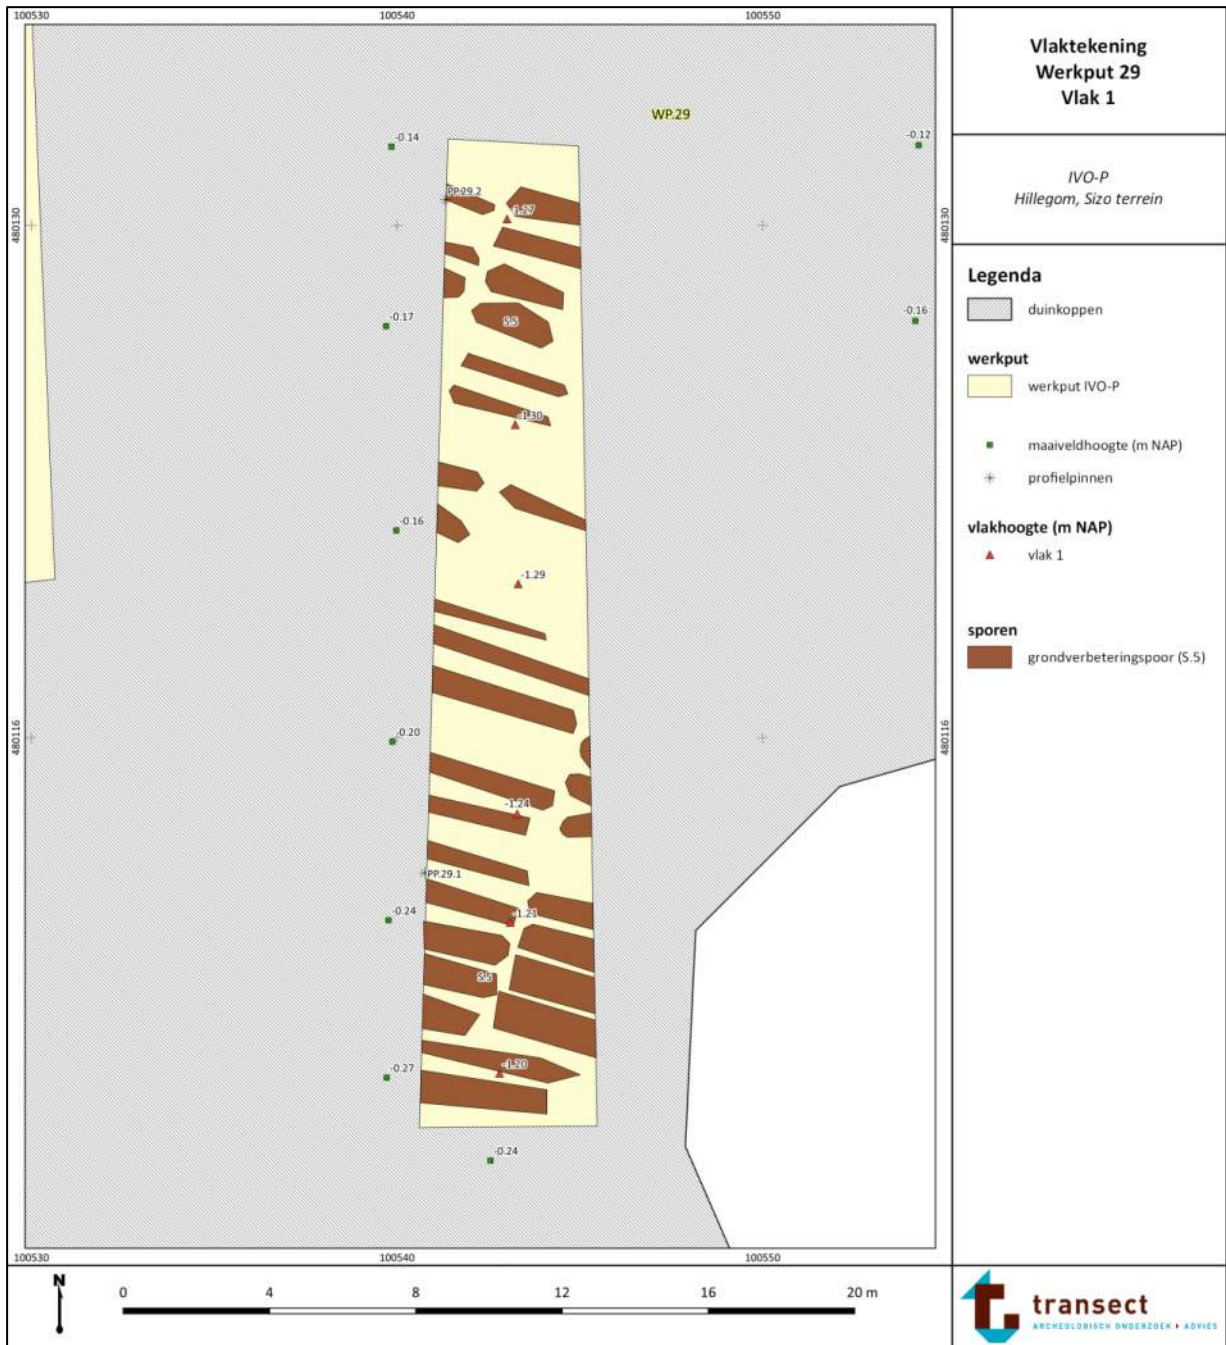 100530
100540
100550
Vlaktekening
Werkput 29
Vlak 1
WP.29
-0.14
-0.12
IVO-P
Hillegom, Sizo terrein
PP.29.2
-1.27
480130
480130
Legenda
duinkoppen
-0.17
S.5
-0.16
werkput
werkput IVO-P
-1.30
maaiveldhoogte (m NAP)
profielpinnen
-0.16
vlakhoogte (m NAP)
vlak 1
-1.29
sporen
grondverbeteringspoor (S.5)
480116
-0.20
480116
-1.24
PP.29.1
-0.24
-1.21
S.5
-0.27
-1.20
-0.24
100530
100540
100550
N
0
4
8
12
16
20 m
transect
ARCHEOLOGISCH ONDERZOEK & ADVIES